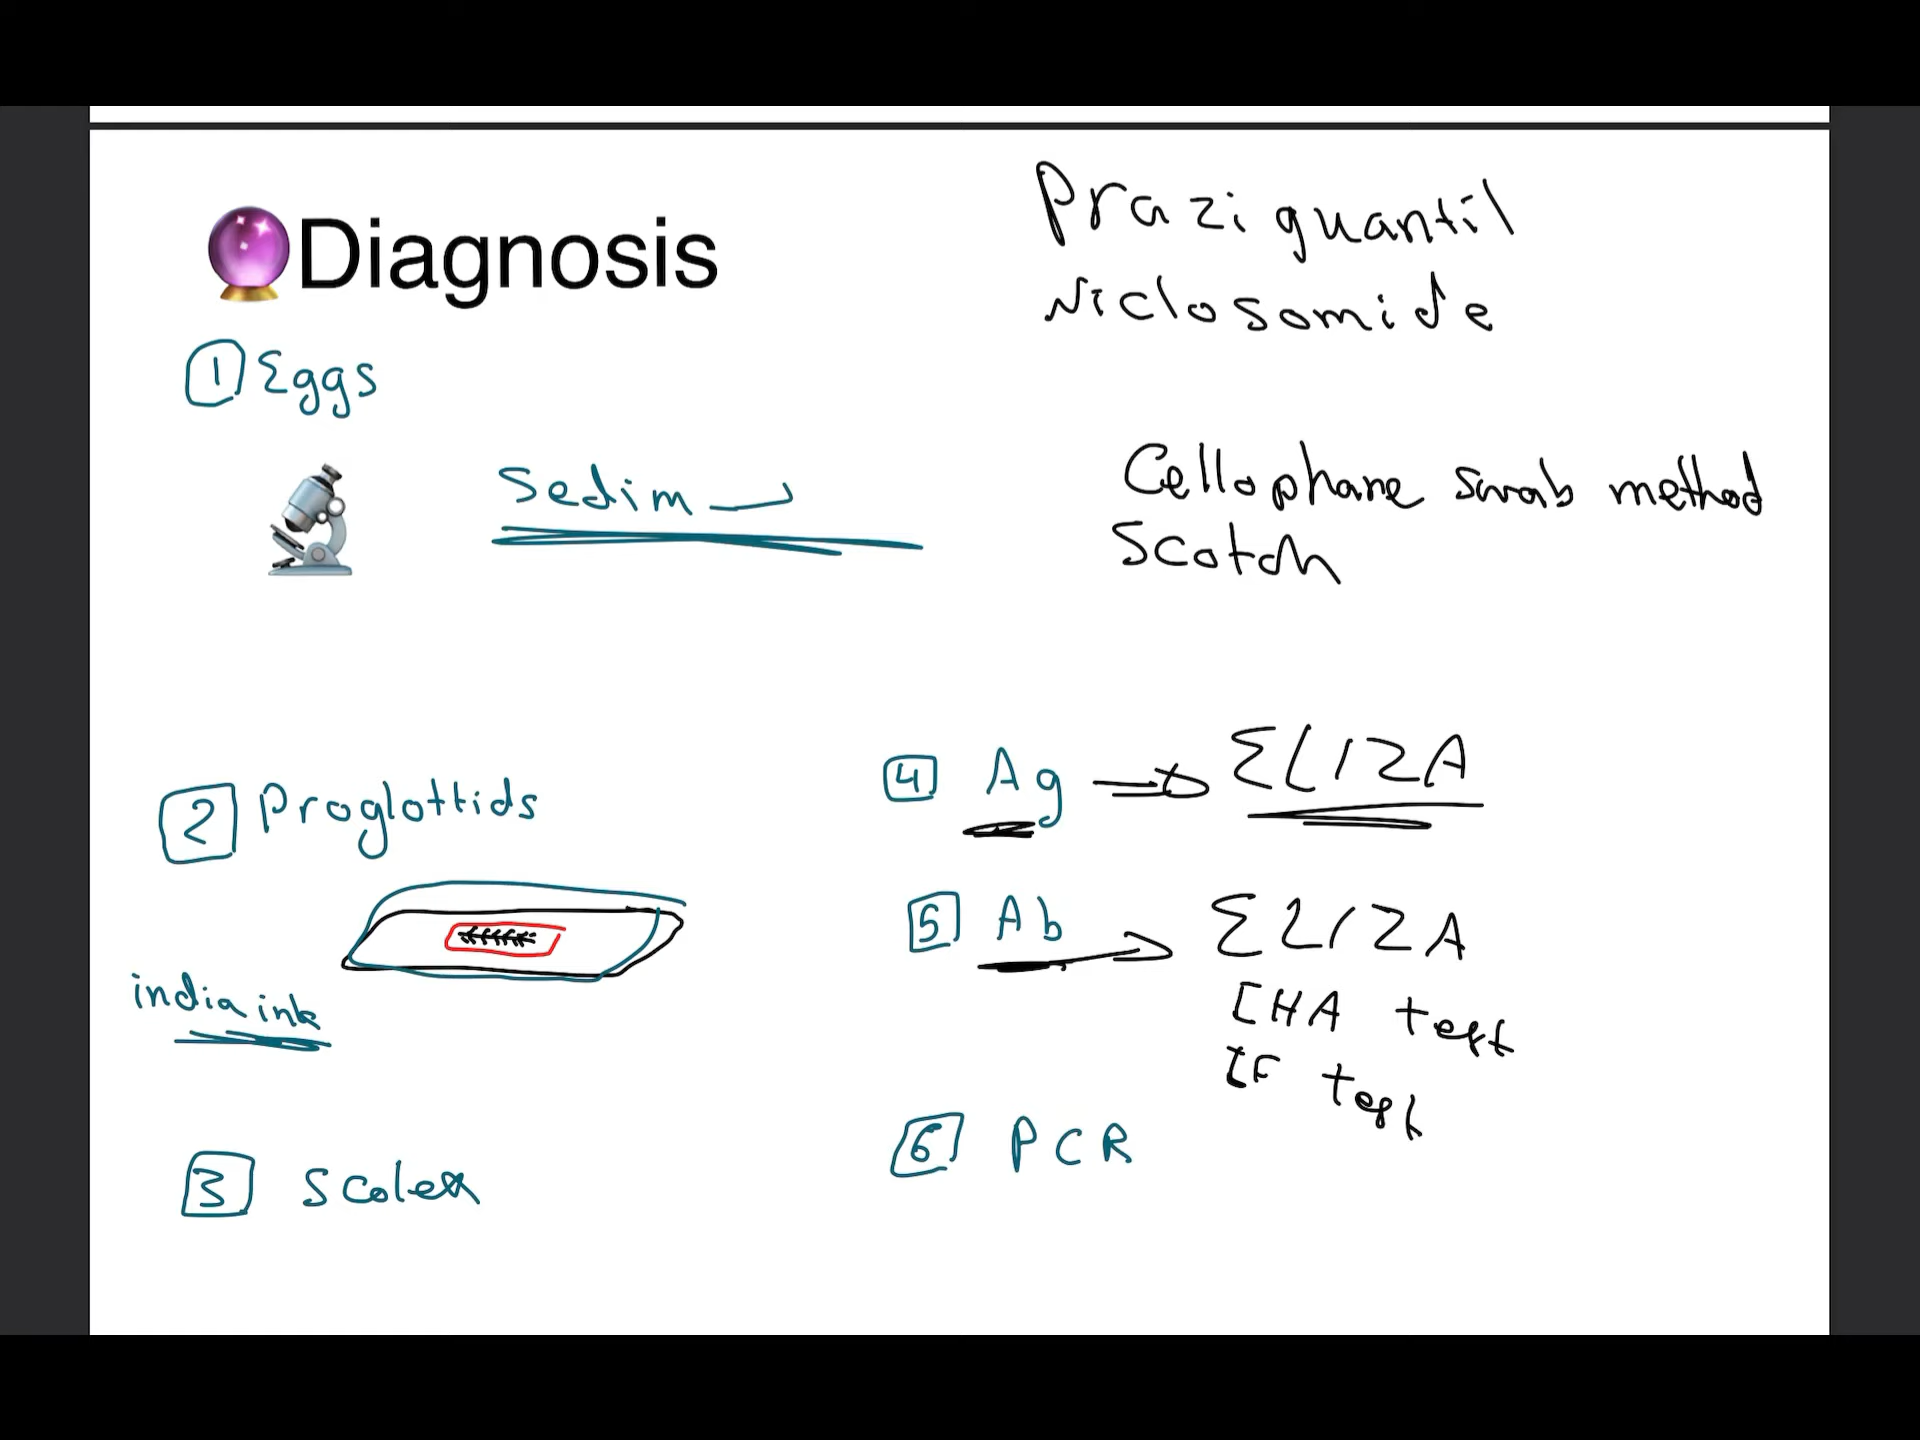 Diagnosis
Praziquantil
Niclosomide
1 Eggs
Sedim
Cellophane swab method
Scotch
2 Proglottids
india ink
3 Scolex
4 Ag → ELIZA
5 Ab → ELIZA
IHA test
IF test
6 PCR